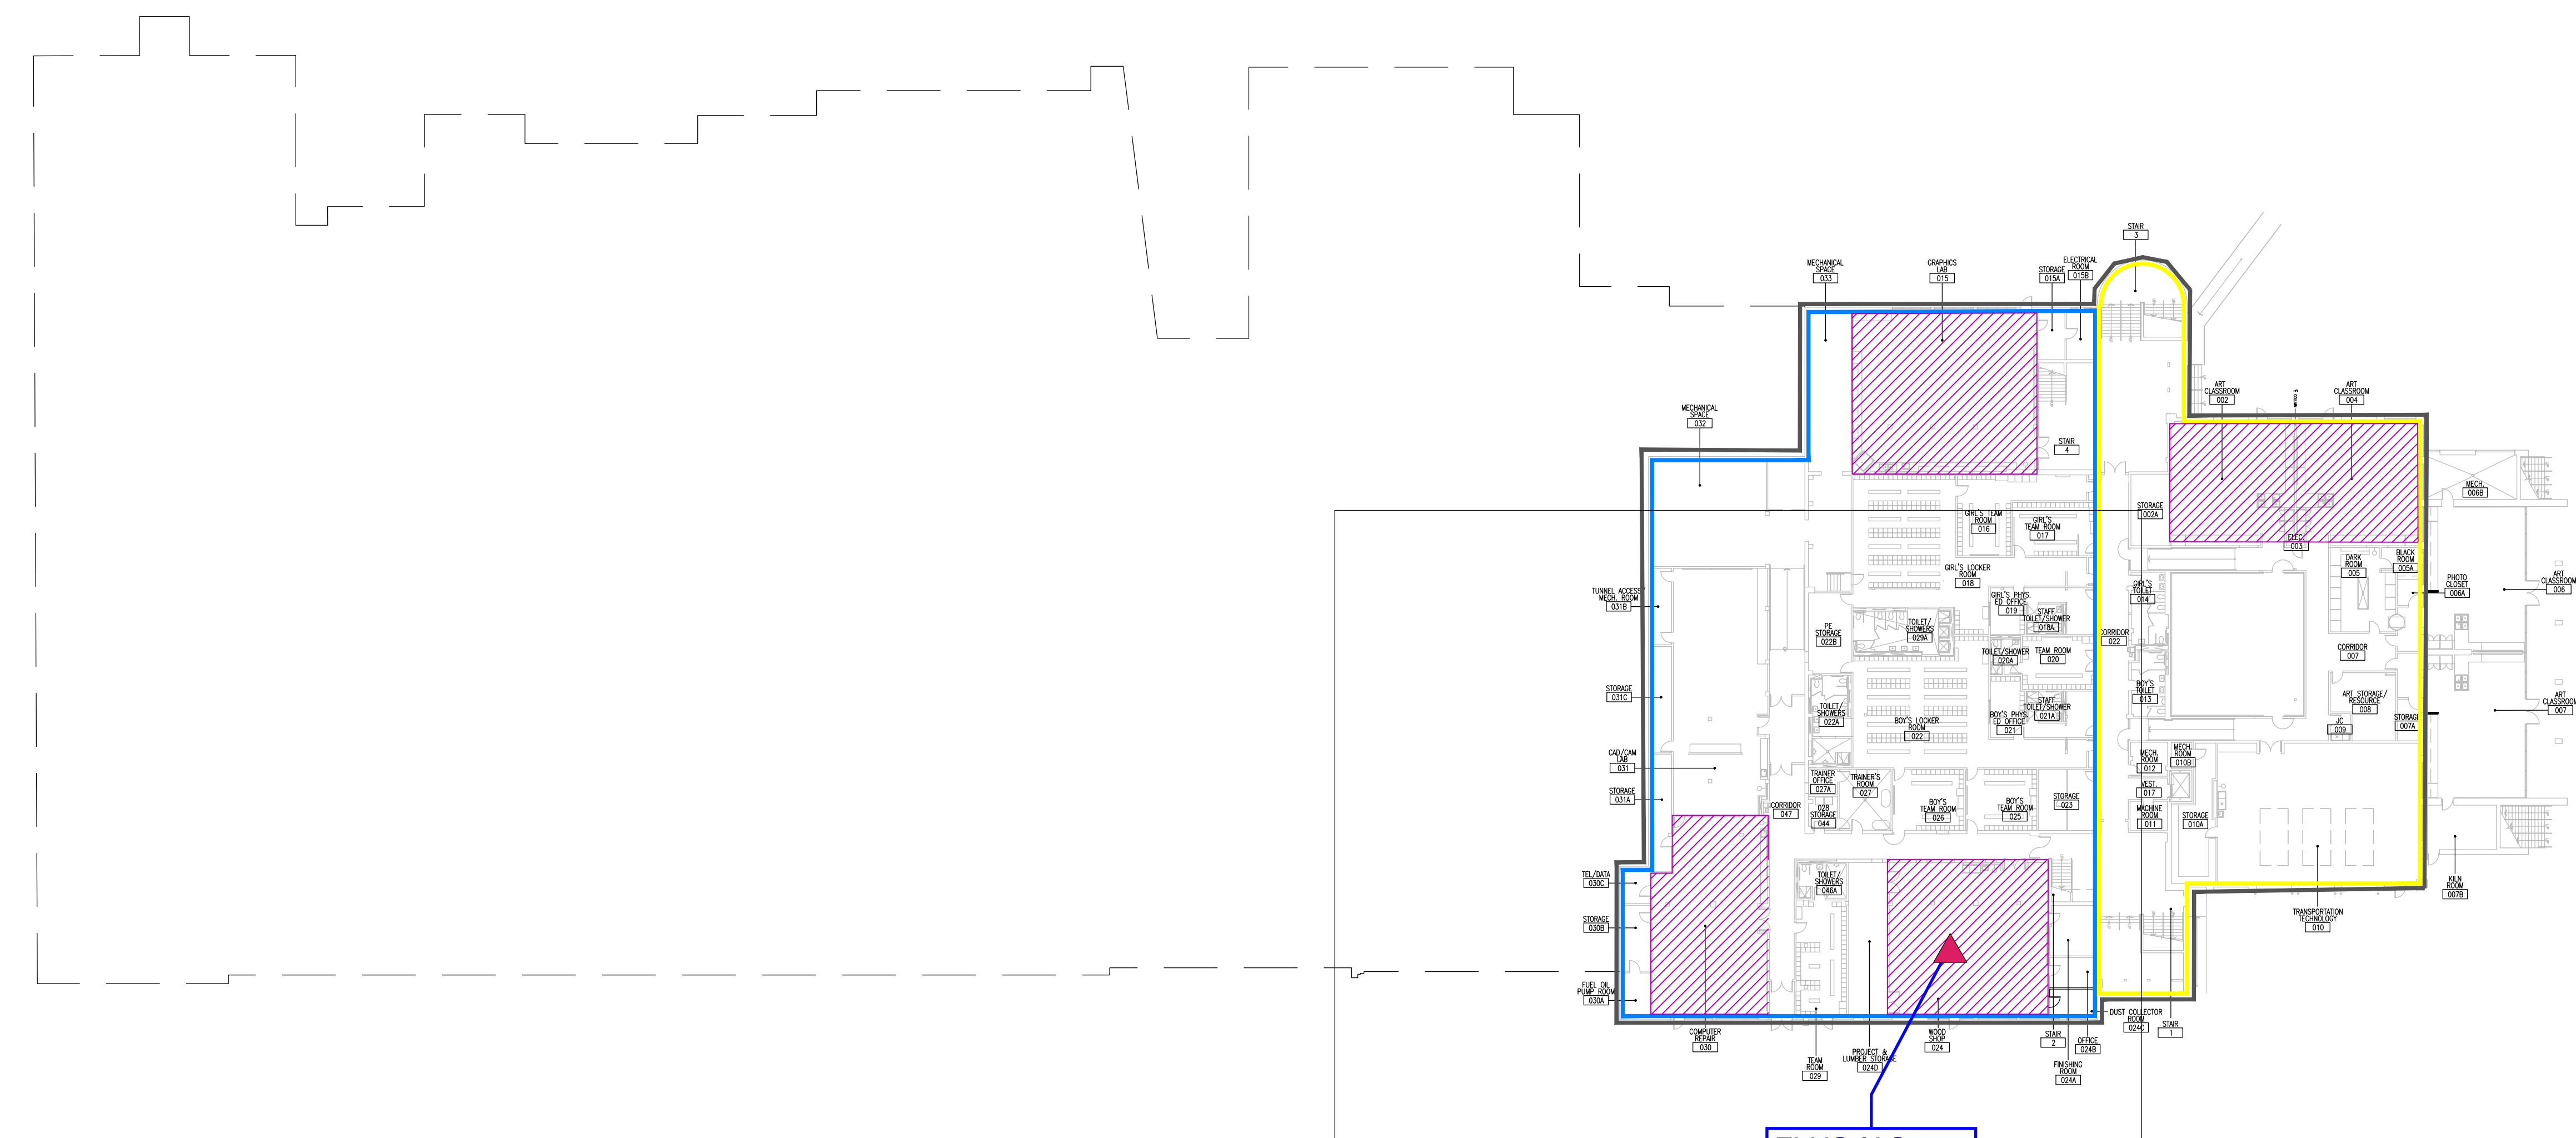 STAIR
3
MECHANICAL
SPACE
033
GRAPHICS
LAB
015
STORAGE
015A
ELECTRICAL
ROOM
015B
ART
CLASSROOM
002
ART
CLASSROOM
004
MECHANICAL
SPACE
032
STAIR
4
MECH.
006B
STORAGE
002A
GIRL'S TEAM
ROOM
016
GIRL'S
TEAM ROOM
017
ELEC.
003
DARK
ROOM
005
BLACK
ROOM
005A
GIRL'S LOCKER
ROOM
018
PHOTO
CLOSET
006A
ART
CLASSROOM
006
TUNNEL ACCESS/
MECH. ROOM
031B
GIRL'S PHYS.
ED OFFICE
019
STAFF
TOILET/SHOWER
018A
GIRL'S
TOILET
014
PE
STORAGE
022B
TOILET/
SHOWERS
029A
CORRIDOR
022
TOILET/SHOWER
020A
TEAM ROOM
020
CORRIDOR
007
STORAGE
031C
TOILET/
SHOWERS
022A
BOY'S LOCKER
ROOM
022
BOY'S PHYS.
ED OFFICE
021
STAFF
TOILET/SHOWER
021A
BOY'S
TOILET
013
ART STORAGE/
RESOURCE
008
JC
009
STORAGE
007A
ART
CLASSROOM
007
CAD/CAM
LAB
031
STORAGE
031A
TRAINER
OFFICE
027A
TRAINER'S
ROOM
027
MECH.
ROOM
012
MECH.
ROOM
010B
VEST.
017
CORRIDOR
047
028
STORAGE
044
BOY'S
TEAM ROOM
026
BOY'S
TEAM ROOM
025
STORAGE
023
MACHINE
ROOM
011
STORAGE
010A
TEL/DATA
030C
TOILET/
SHOWERS
046A
KILN
ROOM
007B
STORAGE
030B
TRANSPORTATION
TECHNOLOGY
010
FUEL OIL
PUMP ROOM
030A
DUST COLLECTOR
ROOM
024C
STAIR
1
COMPUTER
REPAIR
030
WOOD
SHOP
024
STAIR
2
OFFICE
024B
TEAM
ROOM
029
PROJECT &
LUMBER STORAGE
024D
FINISHING
ROOM
024A